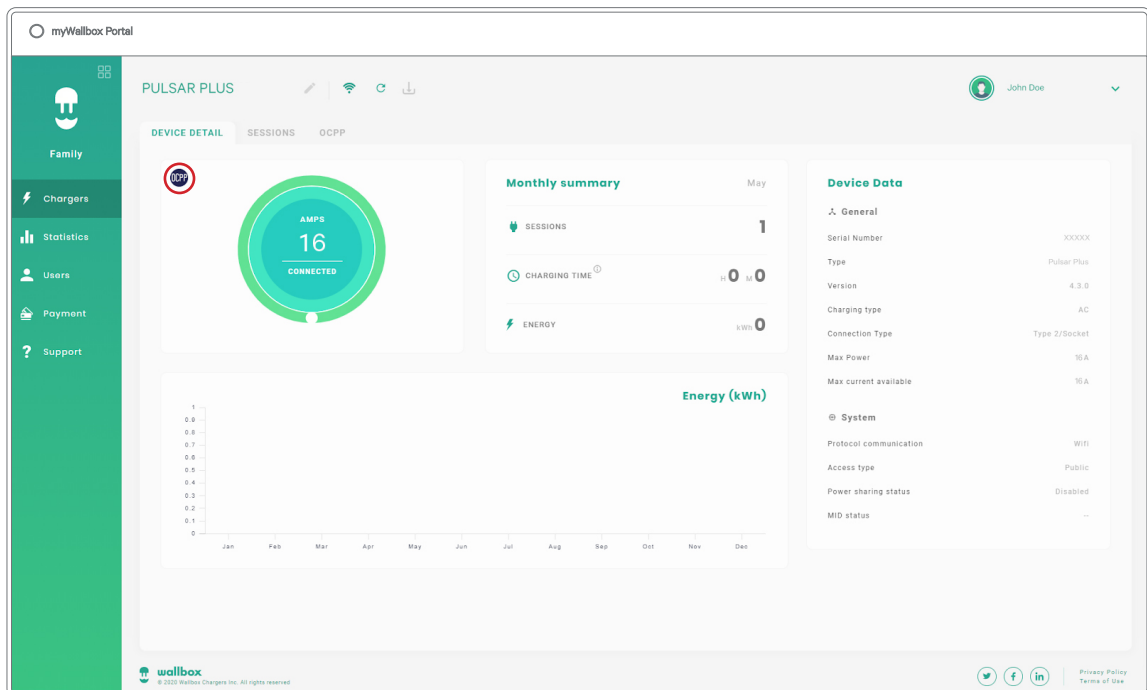 myWallbox Portal
Family
Chargers
Statistics
Users
Payment
Support
PULSAR PLUS
John Doe
DEVICE DETAIL SESSIONS OCPP
OCPP
AMPS
16
CONNECTED
Monthly summary May
SESSIONS 1
CHARGING TIME H 0 M 0
ENERGY kWh 0
Device Data
General
Serial Number XXXXX
Type Pulsar Plus
Version 4.3.0
Charging type AC
Connection Type Type 2/Socket
Max Power 16 A
Max current available 16 A
System
Protocol communication Wifi
Access type Public
Power sharing status Disabled
MID status --
Energy (kWh)
1
0.9
0.8
0.7
0.6
0.5
0.4
0.3
0.2
0.1
0
Jan Feb Mar Apr May Jun Jul Aug Sep Oct Nov Dec
wallbox
© 2020 Wallbox Chargers Inc. All rights reserved
Privacy Policy
Terms of Use